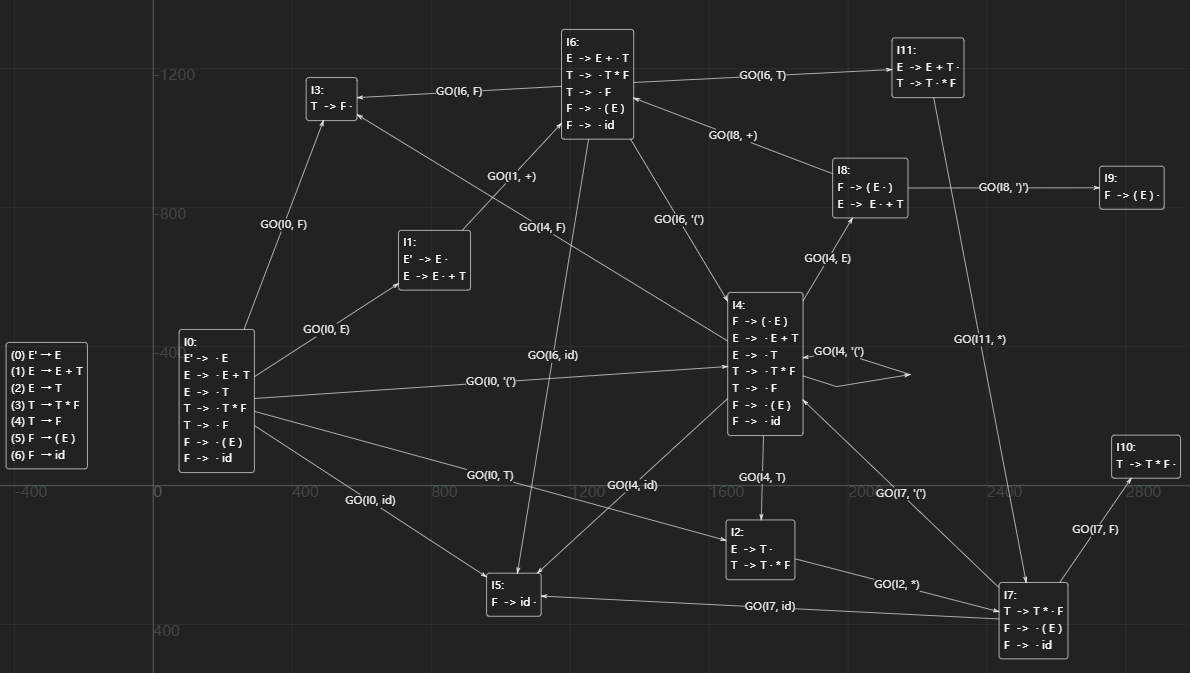 I6:
E -> E + · T
T -> · T * F
T -> · F
F -> · ( E )
F -> · id
I11:
E -> E + T ·
T -> T · * F
-1200
GO(I6, T)
I3:
T -> F ·
GO(I6, F)
GO(I8, +)
I8:
F -> ( E · )
E -> E · + T
GO(I8, ')')
I9:
F -> ( E ) ·
GO(I1, +)
-800
GO(I0, F)
GO(I4, F)
GO(I6, '(')
I1:
E' -> E ·
E -> E · + T
GO(I4, E)
I4:
F -> ( · E )
E -> · E + T
E -> · T
T -> · T * F
T -> · F
F -> · ( E )
F -> · id
GO(I0, E)
GO(I11, *)
(0) E' → E
(1) E → E + T
(2) E → T
(3) T → T * F
(4) T → F
(5) F → ( E )
(6) F → id
I0:
E' -> · E
E -> · E + T
E -> · T
T -> · T * F
T -> · F
F -> · ( E )
F -> · id
-400
GO(I6, id)
GO(I4, '(')
GO(I0, '(')
I10:
T -> T * F ·
GO(I0, T)
GO(I4, T)
GO(I4, id)
GO(I7, '(')
-400
0
400
800
1200
1600
2000
2400
2800
GO(I0, id)
GO(I7, F)
I2:
E -> T ·
T -> T · * F
I5:
F -> id ·
GO(I2, *)
I7:
T -> T * · F
F -> · ( E )
F -> · id
GO(I7, id)
400